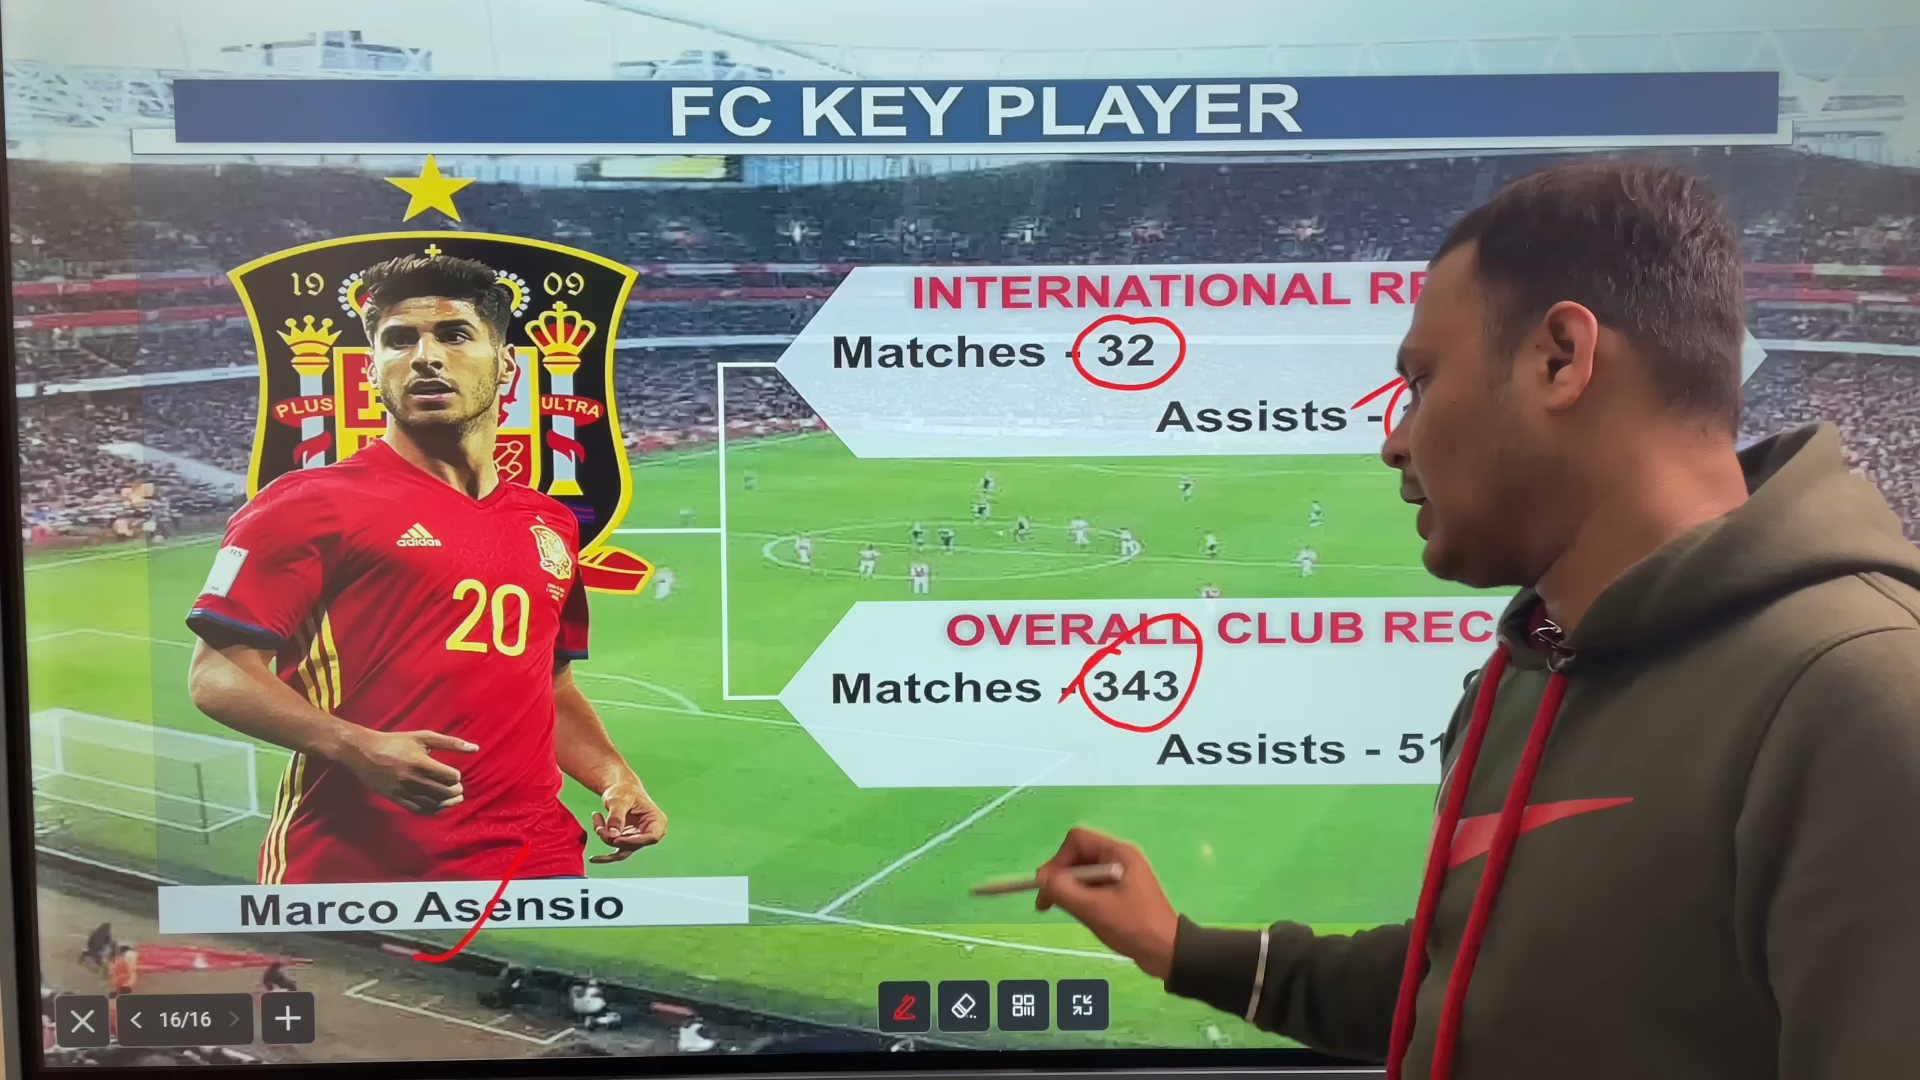 FC KEY PLAYER
19 09
PLUS ULTRA
adidas
20
Marco Asensio
INTERNATIONAL
Matches - 32
Assists -
OVERALL CLUB
Matches - 343
Assists - 51
16/16